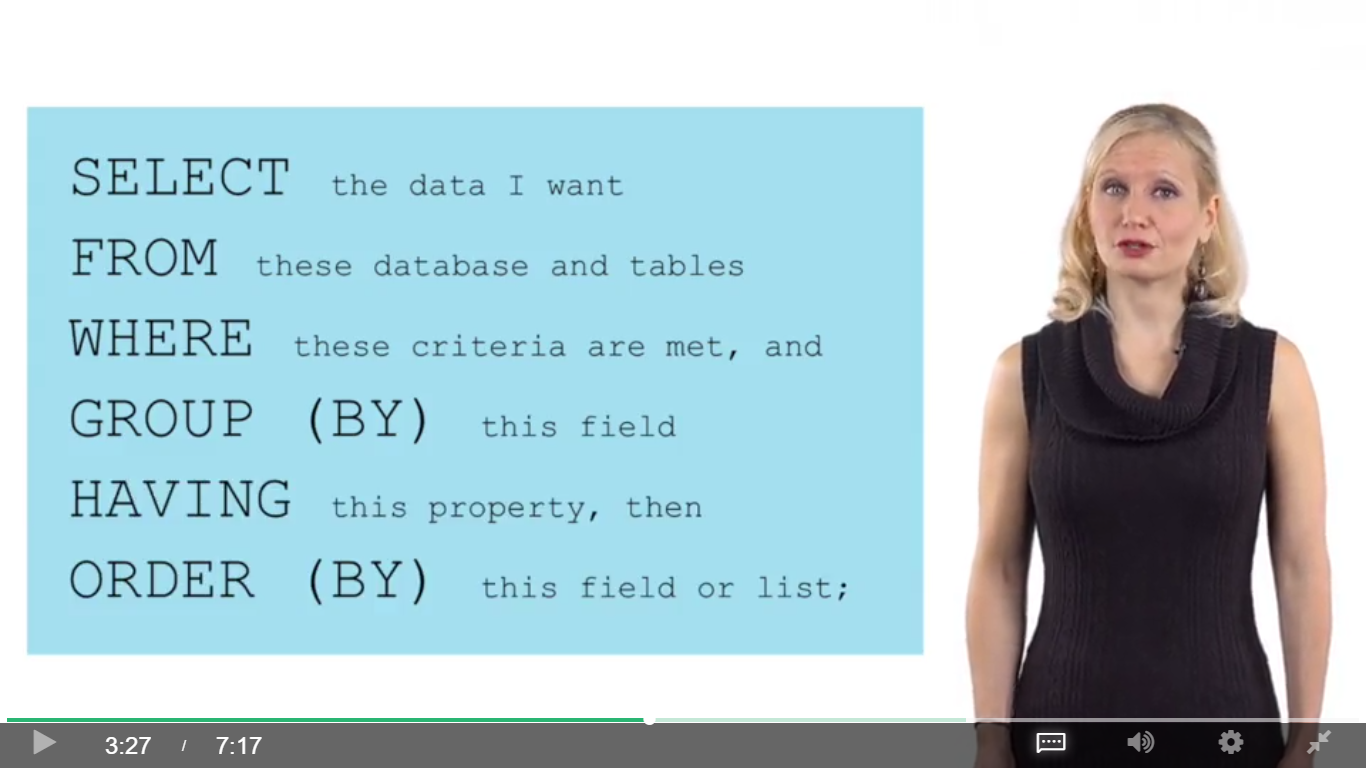 SELECT the data I want
FROM these database and tables
WHERE these criteria are met, and
GROUP (BY) this field
HAVING this property, then
ORDER (BY) this field or list;
3:27 / 7:17